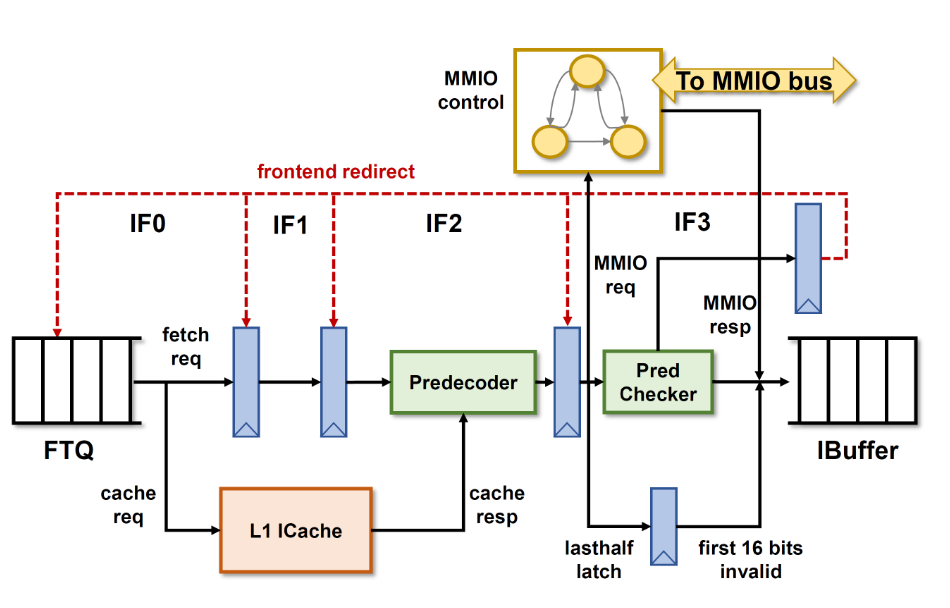 MMIO
control
To MMIO bus
frontend redirect
IF0
IF1
IF2
IF3
MMIO
req
MMIO
resp
fetch
req
Predecoder
Pred
Checker
FTQ
IBuffer
cache
req
L1 ICache
cache
resp
lasthalf
latch
first 16 bits
invalid